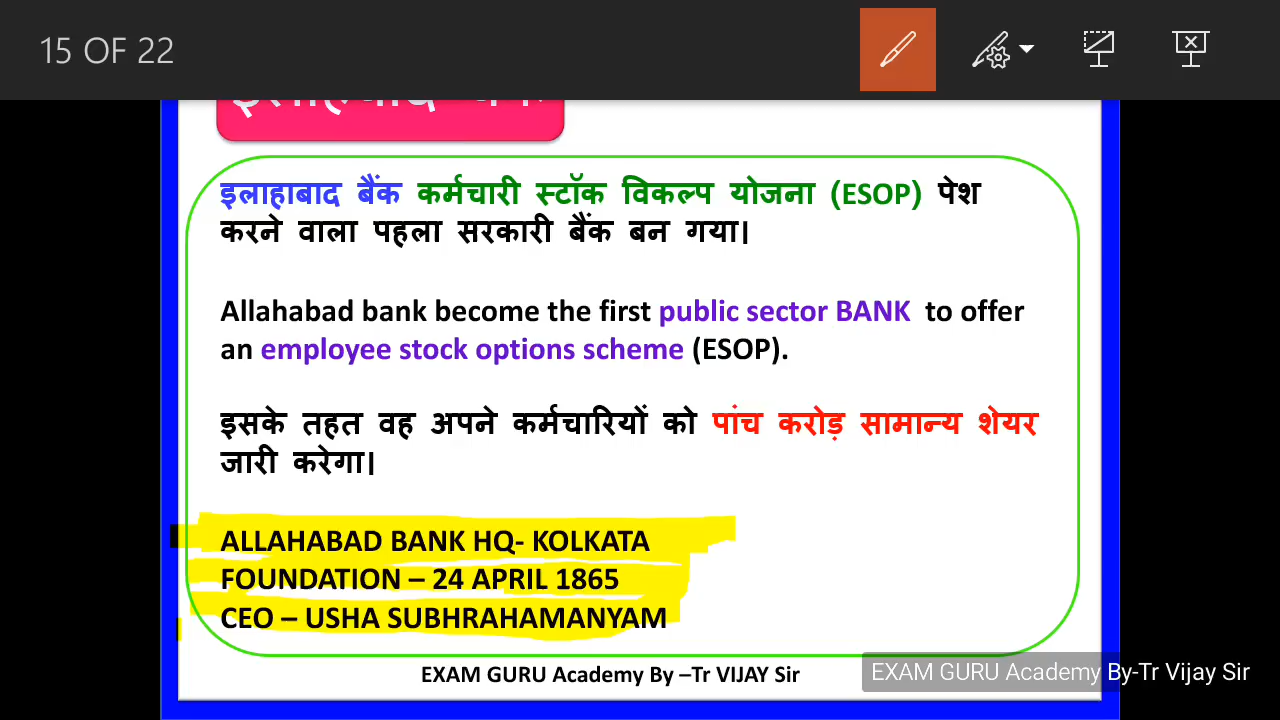 15 OF 22
इलाहाबाद बैंक कर्मचारी स्टॉक विकल्प योजना (ESOP) पेश
करने वाला पहला सरकारी बैंक बन गया।
Allahabad bank become the first public sector BANK to offer
an employee stock options scheme (ESOP).
इसके तहत वह अपने कर्मचारियों को पांच करोड़ सामान्य शेयर
जारी करेगा।
ALLAHABAD BANK HQ- KOLKATA
FOUNDATION – 24 APRIL 1865
CEO – USHA SUBHRAHAMANYAM
EXAM GURU Academy By –Tr VIJAY Sir
EXAM GURU Academy By-Tr Vijay Sir